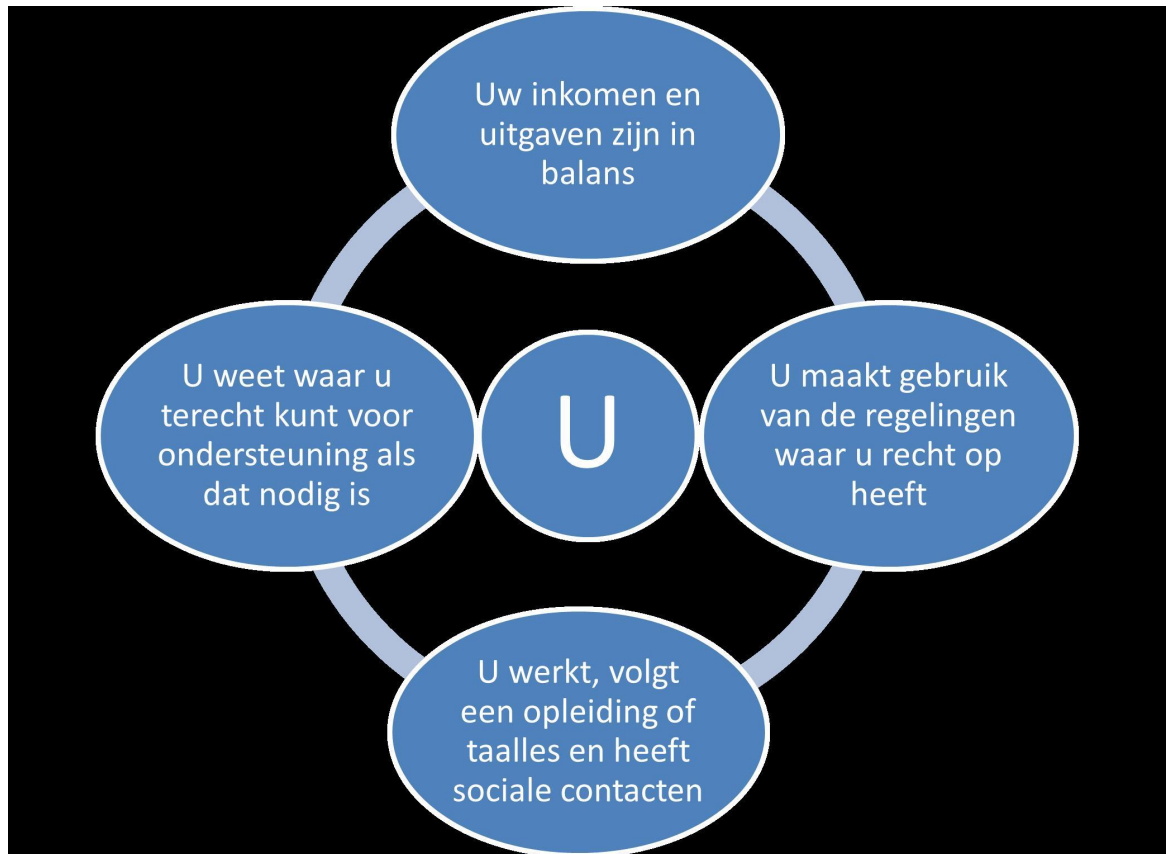 Uw inkomen en
uitgaven zijn in
balans
U weet waar u
terecht kunt voor
ondersteuning als
dat nodig is
U
U maakt gebruik
van de regelingen
waar u recht op
heeft
U werkt, volgt
een opleiding of
taalles en heeft
sociale contacten